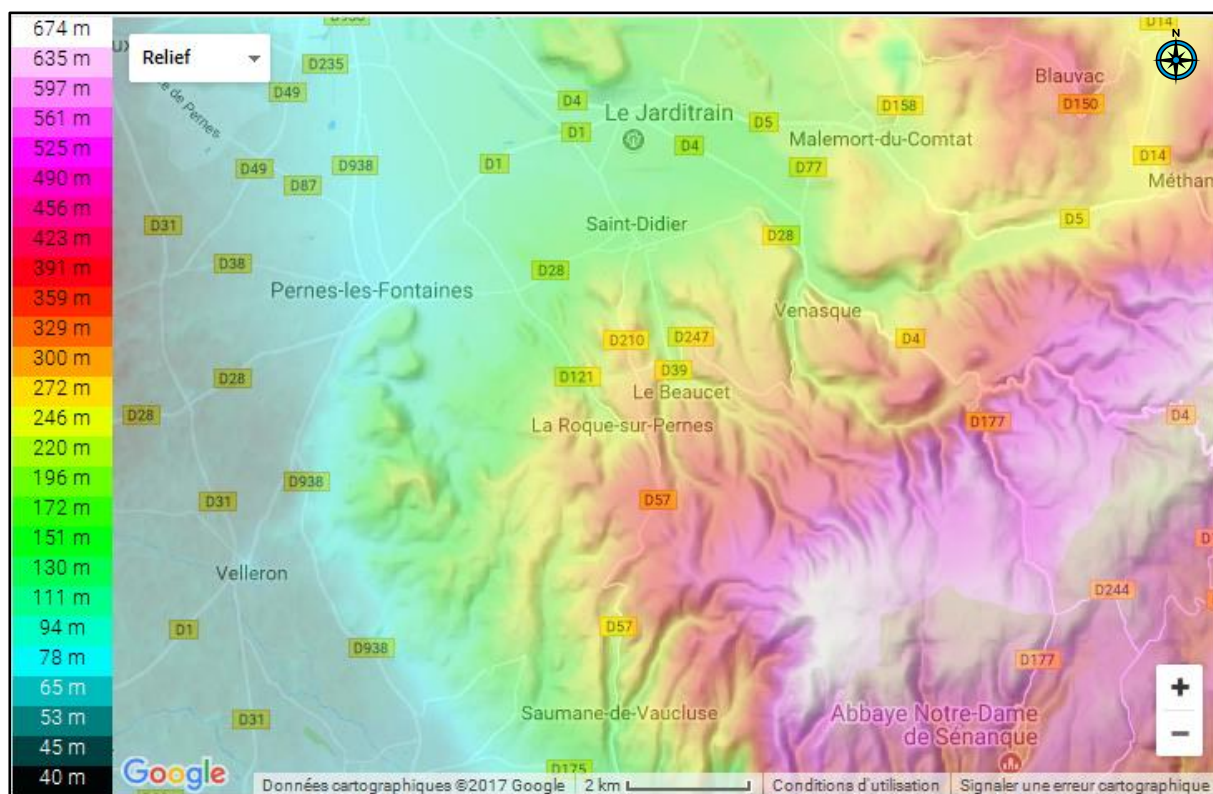 674 m
635 m
597 m
561 m
525 m
490 m
456 m
423 m
391 m
359 m
329 m
300 m
272 m
246 m
220 m
196 m
172 m
151 m
130 m
111 m
94 m
78 m
65 m
53 m
45 m
40 m
Relief
N
D14
D235
Blauvac
D49
D4
Le Jarditrain
D158
D150
de Pernes
D1
D5
Malemort-du-Comtat
D4
D49
D938
D1
D77
D14
D87
Méthan
D31
Saint-Didier
D5
D28
D38
D28
Pernes-les-Fontaines
Venasque
D210
D247
D4
D28
D121
D39
Le Beaucet
D28
La Roque-sur-Pernes
D177
D4
D938
D31
D57
D
Velleron
D244
D1
D57
D938
D177
D31
Saumane-de-Vaucluse
Abbaye Notre-Dame
de Sénanque
+
−
D175
Google
Données cartographiques ©2017 Google
2 km
Conditions d'utilisation
Signaler une erreur cartographique